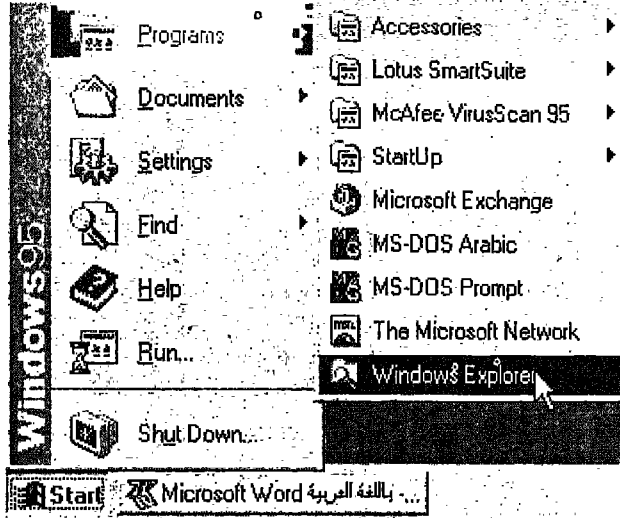 Programs
Documents
Settings
Find
Help
Run...
Shut Down...
Windows95
Accessories
Lotus SmartSuite
McAfee VirusScan 95
StartUp
Microsoft Exchange
MS-DOS Arabic
MS-DOS Prompt
The Microsoft Network
Windows Explorer
Start
Microsoft Word باللغة العربية -...